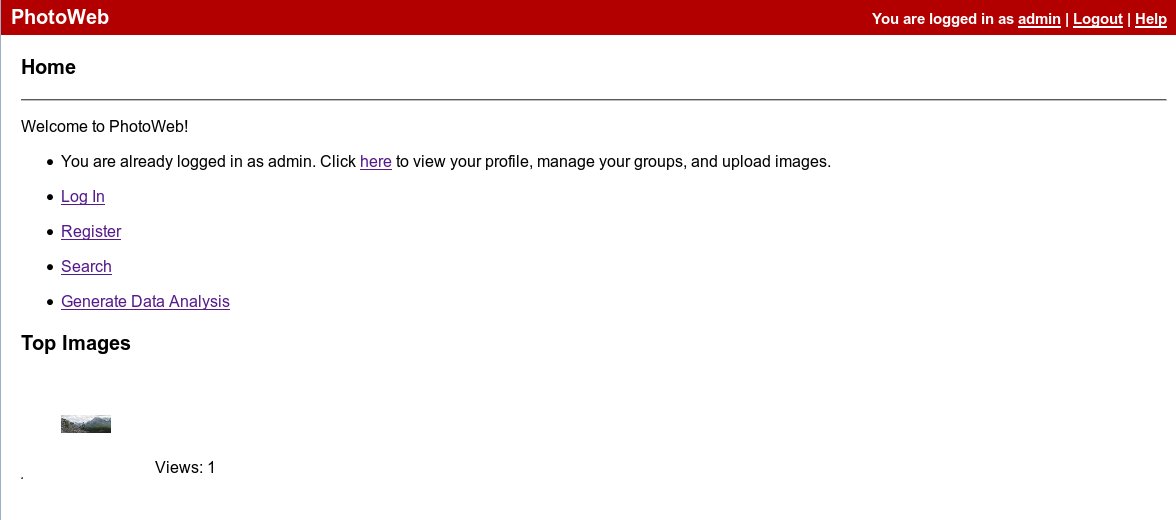 PhotoWeb
You are logged in as admin | Logout | Help
Home
Welcome to PhotoWeb!
• You are already logged in as admin. Click here to view your profile, manage your groups, and upload images.
• Log In
• Register
• Search
• Generate Data Analysis
Top Images
Views: 1
.